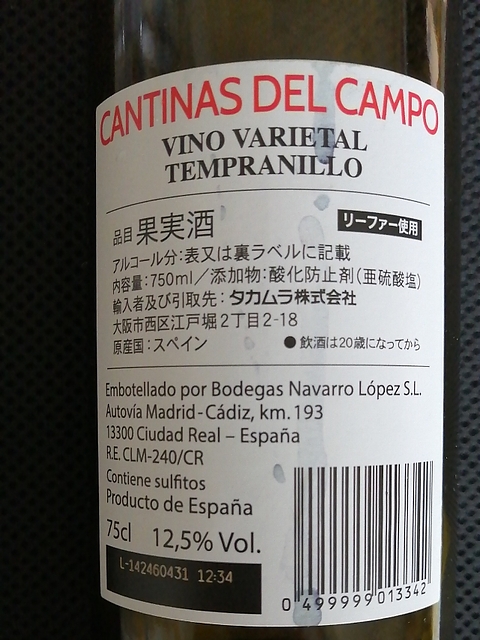 CANTINAS DEL CAMPO
VINO VARIETAL
TEMPRANILLO
品目 果実酒 リーファー使用
アルコール分:表又は裏ラベルに記載
内容量:750ml/添加物:酸化防止剤(亜硫酸塩)
輸入者及び引取先:タカムラ株式会社
大阪市西区江戸堀2丁目2-18
原産国:スペイン ●飲酒は20歳になってから
Embotellado por Bodegas Navarro López S.L.
Autovía Madrid-Cádiz, km. 193
13300 Ciudad Real – España
R.E. CLM-240/CR
Contiene sulfitos
Producto de España
75cl 12,5% Vol.
L-142460431 12:34
0 499999 013342